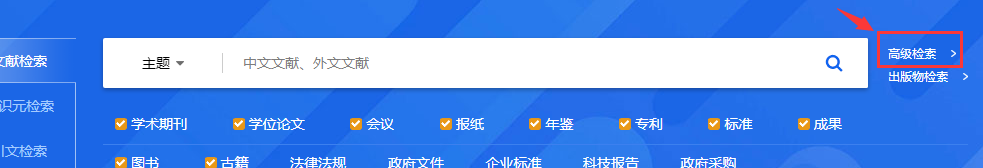 文献检索
识元检索
引文检索
主题
中文文献、外文文献
高级检索 >
出版物检索 >
学术期刊 学位论文 会议 报纸 年鉴 专利 标准 成果
图书 古籍 法律法规 政府文件 企业标准 科技报告 政府采购